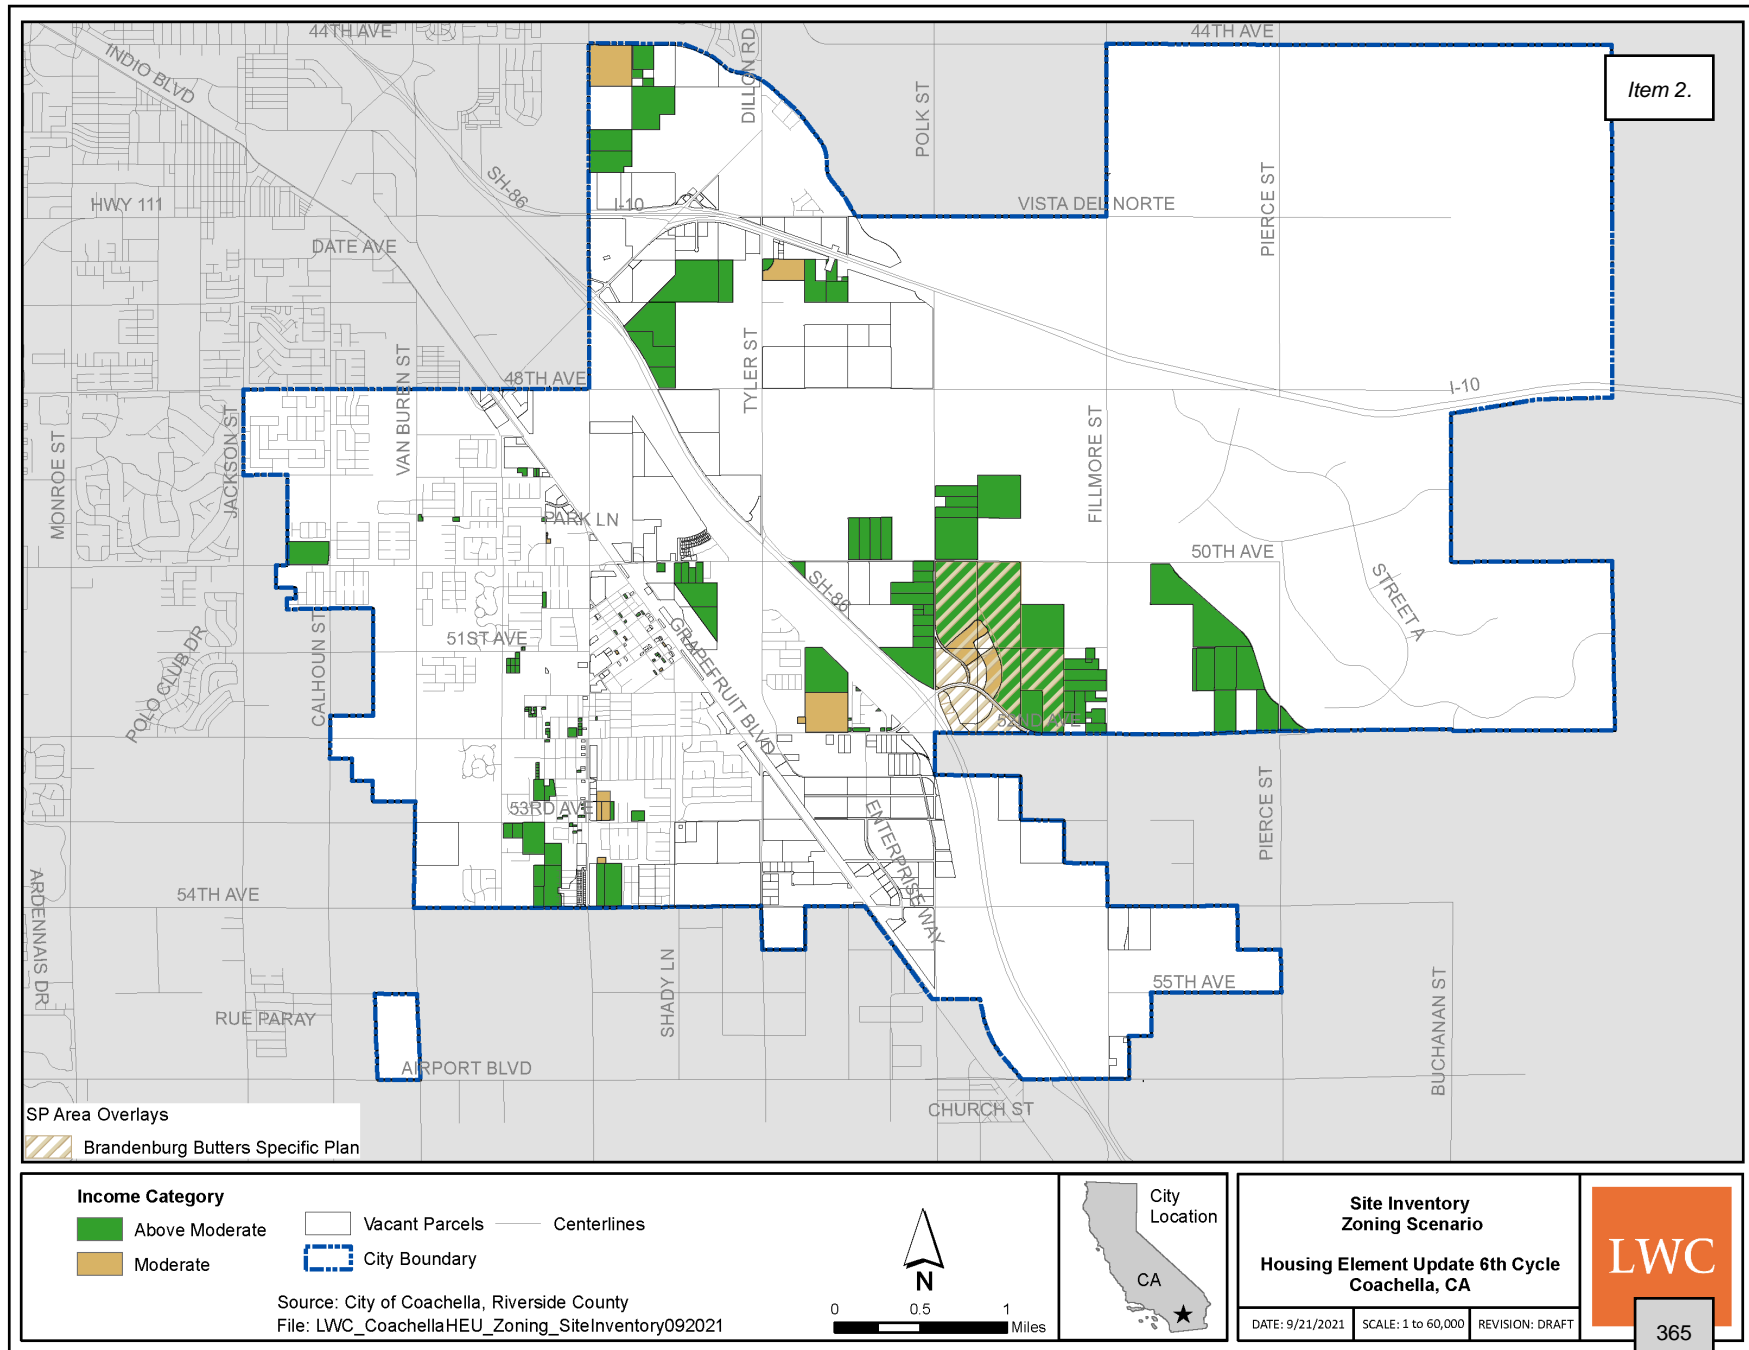 44TH AVE
44TH AVE
Item 2.
INDIO BLVD
DILLON RD
POLK ST
SH-86
HWY 111
I-10
VISTA DEL NORTE
PIERCE ST
DATE AVE
VAN BUREN ST
48TH AVE
TYLER ST
I-10
MONROE ST
JACKSON ST
FILLMORE ST
PARK LN
50TH AVE
SH-86
STREET A
51ST AVE
GRAPEFRUIT BLVD
CALHOUN ST
POLO CLUB DR
52ND AVE
53RD AVE
ENTERPRISE WAY
PIERCE ST
ARDENNAIS DR
54TH AVE
SHADY LN
55TH AVE
BUCHANAN ST
RUE PARAY
AIRPORT BLVD
CHURCH ST
SP Area Overlays
Brandenburg Butters Specific Plan
Income Category
Above Moderate
Moderate
Vacant Parcels
Centerlines
City Boundary
Source: City of Coachella, Riverside County
File: LWC_CoachellaHEU_Zoning_SiteInventory092021
N
0 0.5 1
Miles
City
Location
CA
Site Inventory
Zoning Scenario
Housing Element Update 6th Cycle
Coachella, CA
DATE: 9/21/2021
SCALE: 1 to 60,000
REVISION: DRAFT
LWC
365